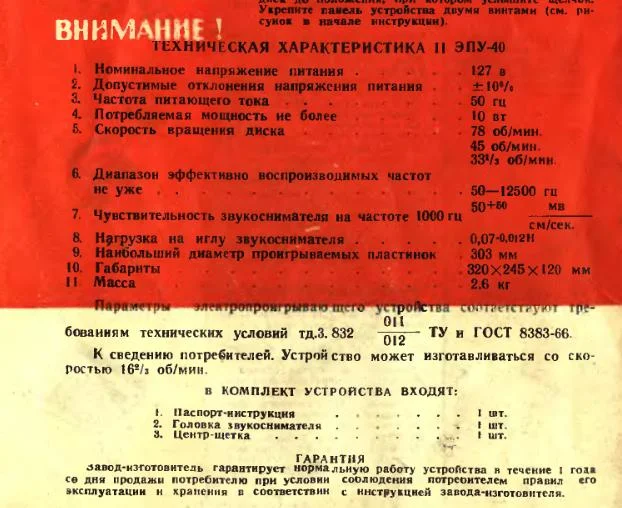 диск до положения, при котором услышите щелчок.
Укрепите панель устройства двумя винтами (см. ри-
сунок в начале инструкции).
ВНИМАНИЕ!
ТЕХНИЧЕСКАЯ ХАРАКТЕРИСТИКА II ЭПУ-40
1. Номинальное напряжение питания . . . . . 127 в
2. Допустимые отклонения напряжения питания . ±10%
3. Частота питающего тока . . . . . . . 50 гц
4. Потребляемая мощность не более . . . . . 10 вт
5. Скорость вращения диска . . . . . . 78 об/мин.
45 об/мин.
33¹/₃ об/мин.
6. Диапазон эффективно воспроизводимых частот
не уже . . . . . . . . . . . 50—12500 гц
7. Чувствительность звукоснимателя на частоте 1000 гц 50+50 мв
см/сек.
8. Нагрузка на иглу звукоснимателя . . . . . 0,07-0,012Н
9. Наибольший диаметр проигрываемых пластинок . 303 мм
10. Габариты . . . . . . . . . . 320×245×120 мм
11 Масса . . . . . . . . . . . 2.6 кг
Параметры электропроигрывающего устройства соответствуют тре-
бованиям технических условий тд.3. 832 011/012 ТУ и ГОСТ 8383-66.
К сведению потребителей. Устройство может изготавливаться со ско-
ростью 16²/₃ об/мин.
В КОМПЛЕКТ УСТРОЙСТВА ВХОДЯТ:
1. Паспорт-инструкция . . . . . . 1 шт.
2. Головка звукоснимателя . . . . . 1 шт.
3. Центр-щетка . . . . . . . . 1 шт.
ГАРАНТИЯ
Завод-изготовитель гарантирует нормальную работу устройства в течение 1 года
со дня продажи потребителю при условии соблюдения потребителем правил его
эксплуатации и хранения в соответствии с инструкцией завода-изготовителя.